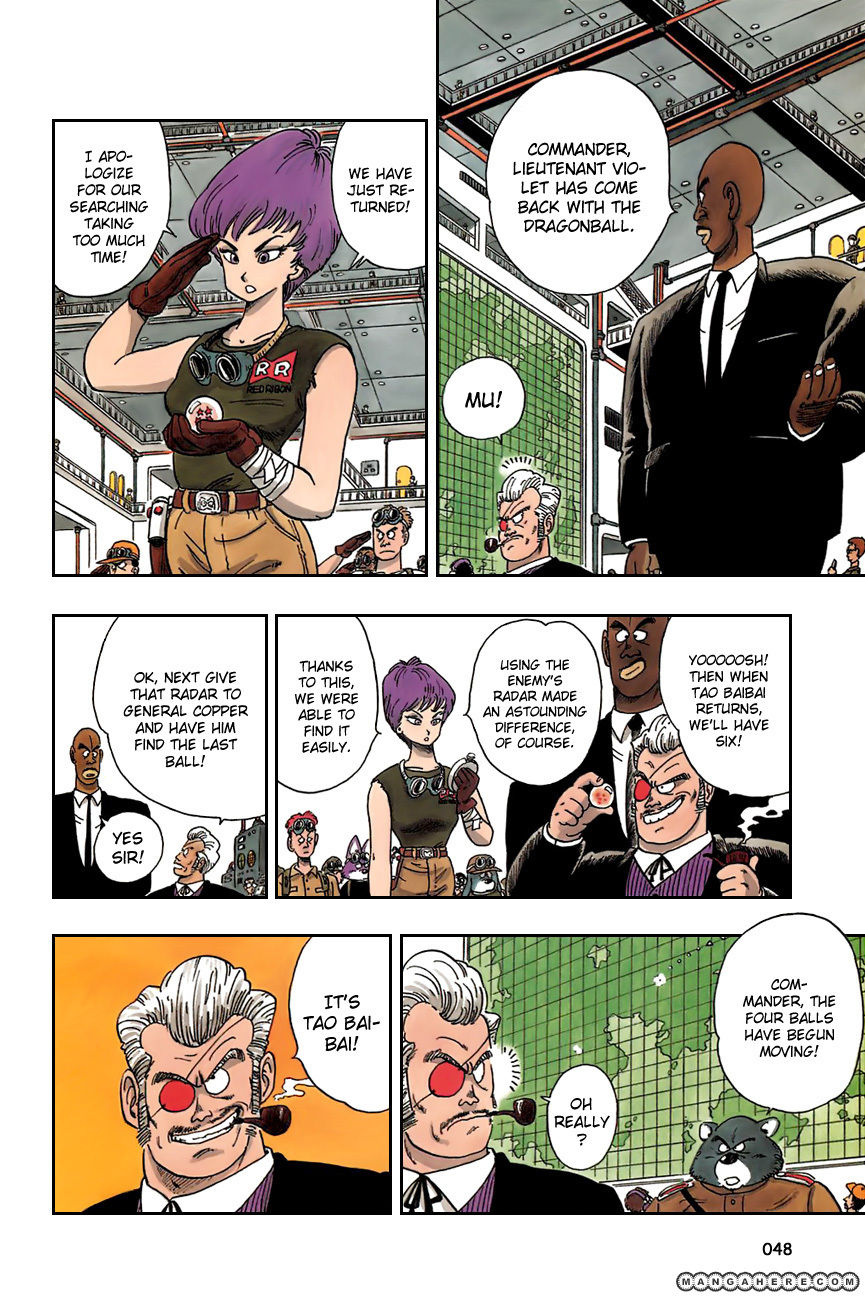 COMMANDER,
LIEUTENANT VIO-
LET HAS COME
BACK WITH THE
DRAGONBALL.
MU!
WE HAVE
JUST RE-
TURNED!
I APO-
LOGIZE
FOR OUR
SEARCHING
TAKING
TOO MUCH
TIME!
RR
RED RIBON
YOOOOOSH!
THEN WHEN
TAO BAIBAI
RETURNS,
WE'LL HAVE
SIX!
USING THE
ENEMY'S
RADAR MADE
AN ASTOUNDING
DIFFERENCE,
OF COURSE.
THANKS
TO THIS,
WE WERE
ABLE TO
FIND IT
EASILY.
OK, NEXT GIVE
THAT RADAR TO
GENERAL COPPER
AND HAVE HIM
FIND THE LAST
BALL!
YES
SIR!
COM-
MANDER, THE
FOUR BALLS
HAVE BEGUN
MOVING!
OH
REALLY
?
IT'S
TAO BAI-
BAI!
048
MANGAHERE.COM